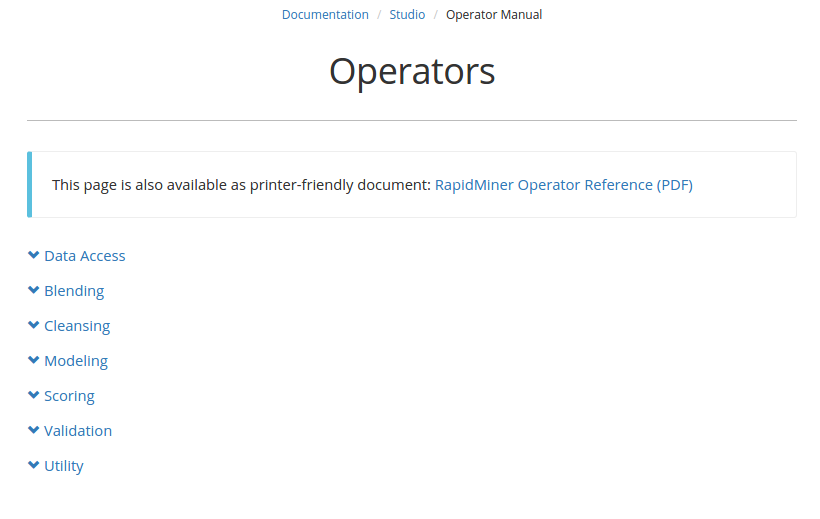 Documentation / Studio / Operator Manual
Operators
This page is also available as printer-friendly document: RapidMiner Operator Reference (PDF)
Data Access
Blending
Cleansing
Modeling
Scoring
Validation
Utility